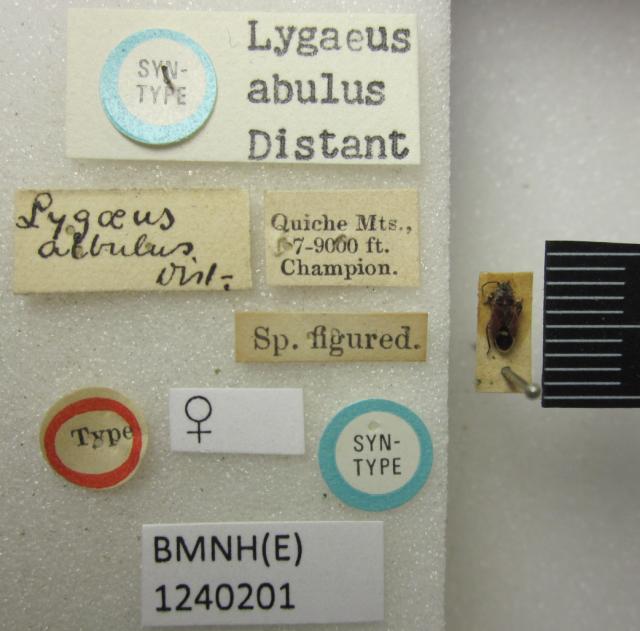 SYN-
TYPE
Lygaeus
abulus
Distant
Lygæus
albulus
Dist.
Quiche Mts.,
7-9000 ft.
Champion.
Sp. figured.
Type
♀
SYN-
TYPE
BMNH(E)
1240201